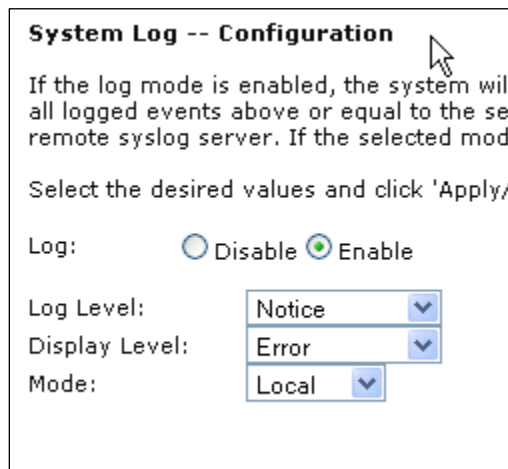 System Log -- Configuration
If the log mode is enabled, the system wil
all logged events above or equal to the se
remote syslog server. If the selected mod
Select the desired values and click 'Apply/
Log: Disable Enable
Log Level: Notice
Display Level: Error
Mode: Local